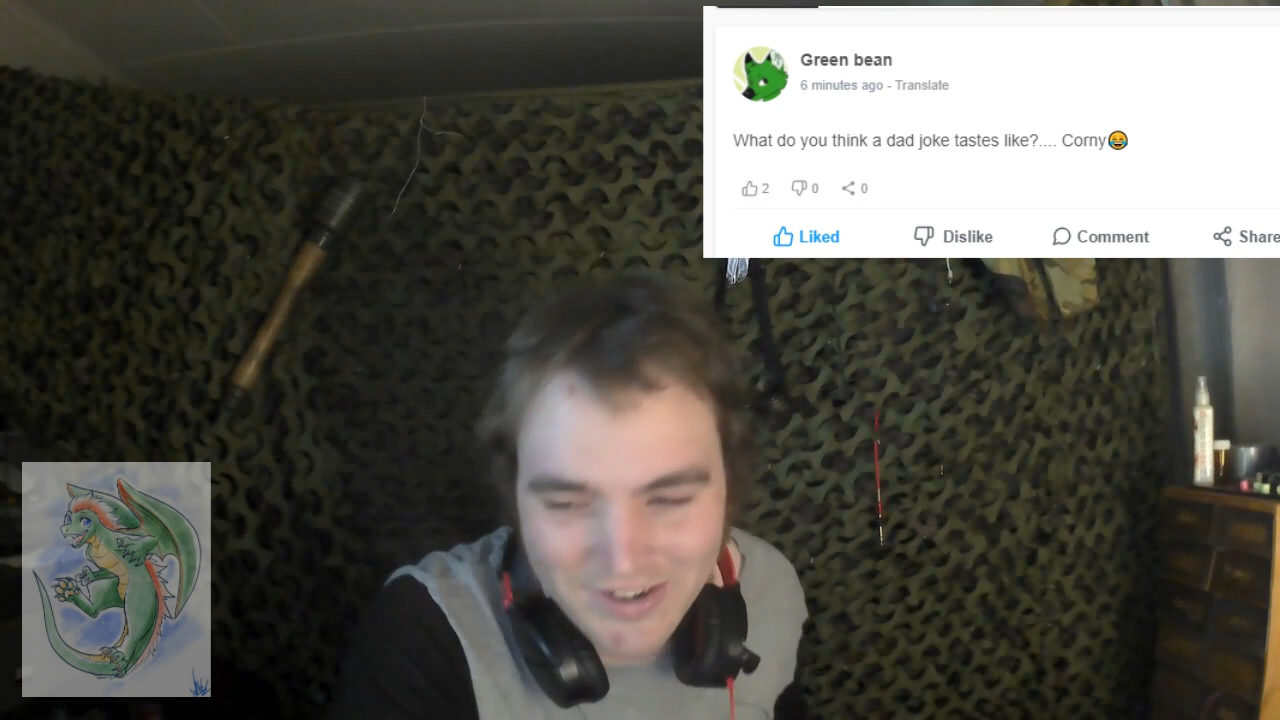 Green bean
6 minutes ago - Translate
What do you think a dad joke tastes like?.... Corny😂
2 0 0
Liked Dislike Comment Share